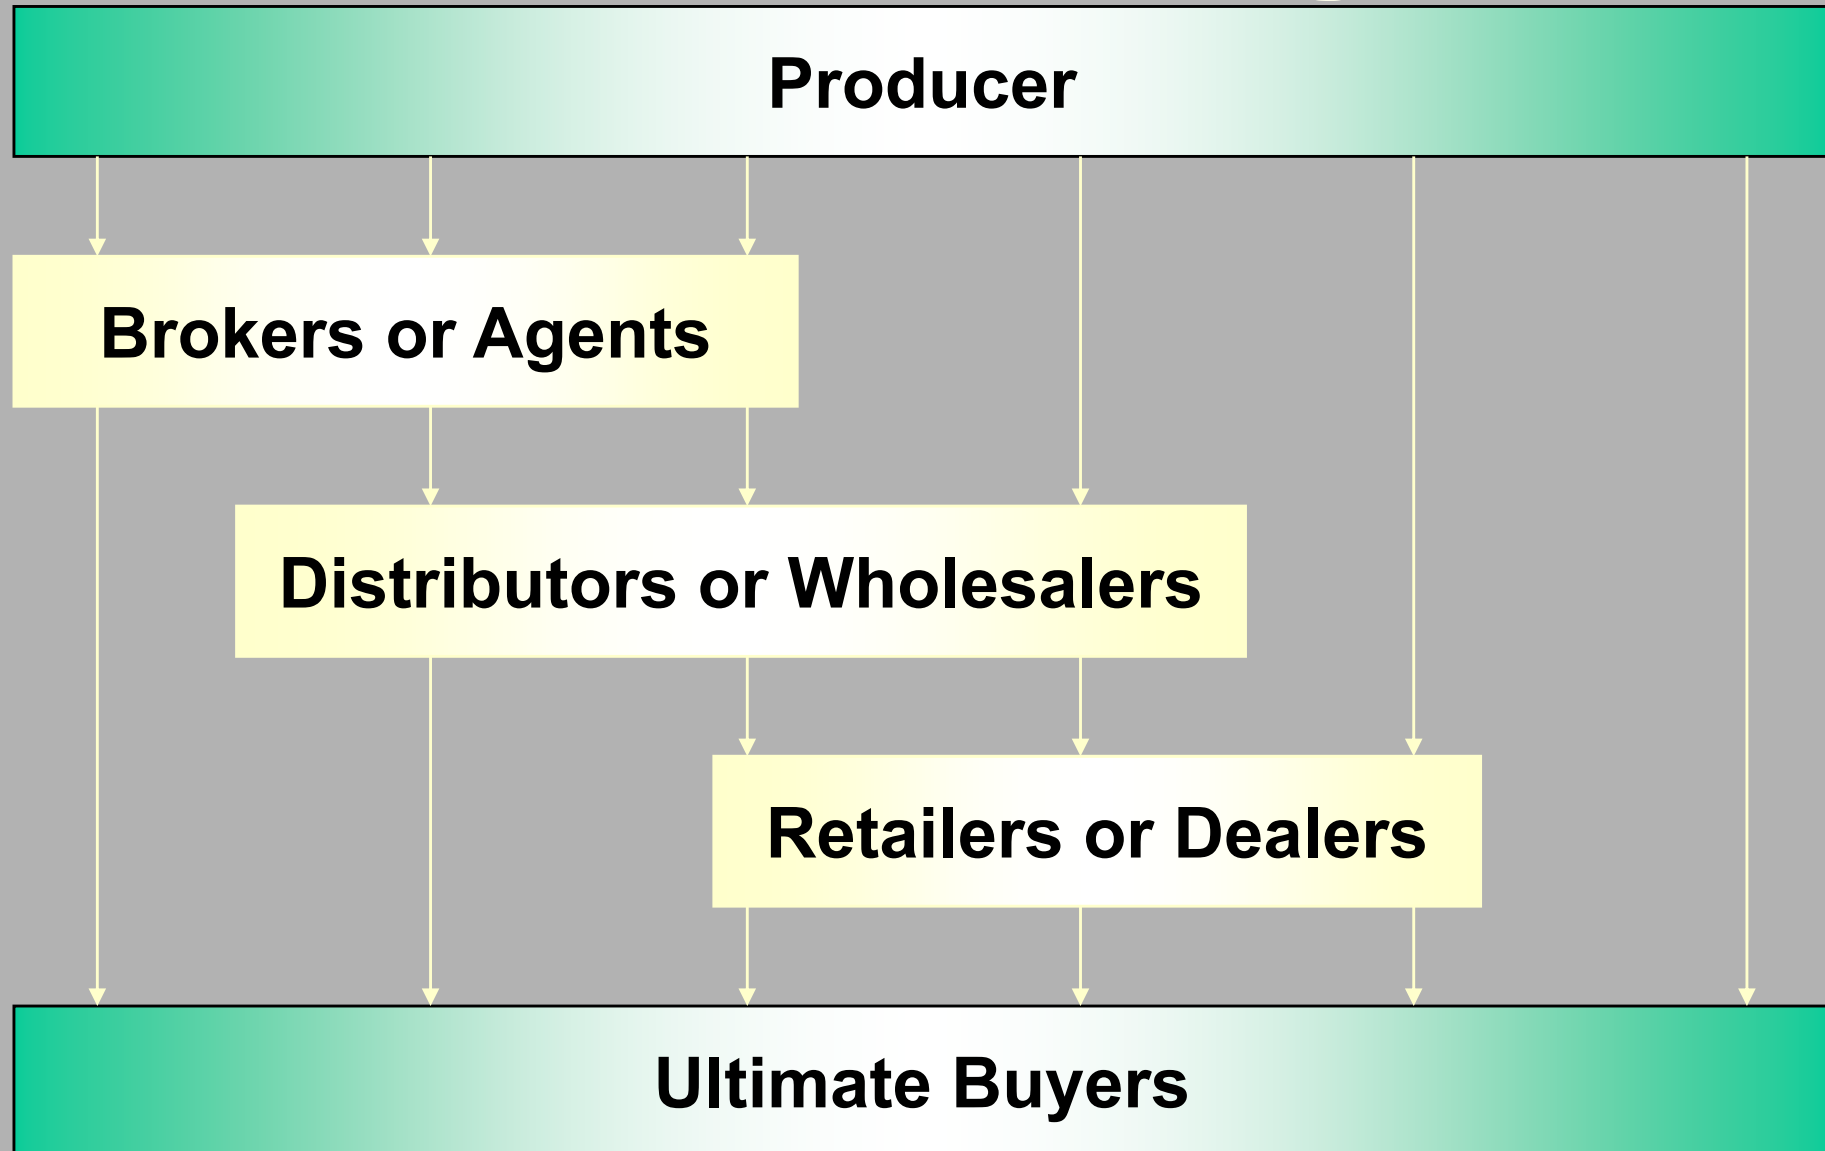 Producer
Brokers or Agents
Distributors or Wholesalers
Retailers or Dealers
Ultimate Buyers